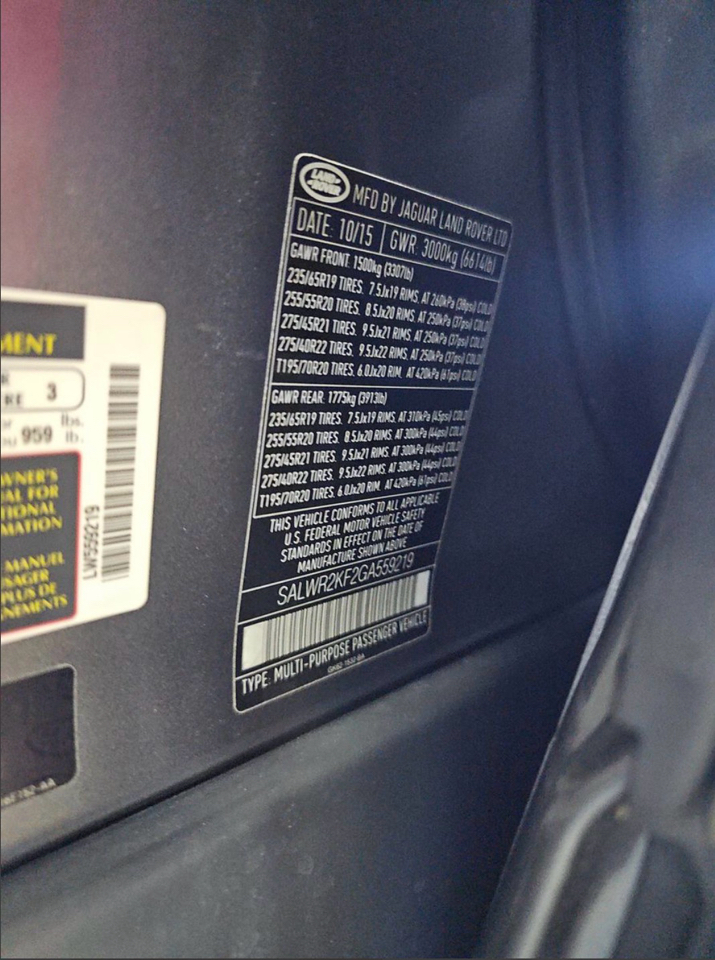 LAND ROVER
MFD BY JAGUAR LAND ROVER LTD
DATE: 10/15 GWR: 3000kg (6614lb)
GAWR FRONT 1500kg (3307lb)
235/65R19 TIRES, 7.5Jx19 RIMS, AT 260kPa (38psi) COLD
255/55R20 TIRES, 8.5Jx20 RIMS, AT 250kPa (37psi) COLD
275/45R21 TIRES, 9.5Jx21 RIMS, AT 250kPa (37psi) COLD
275/40R22 TIRES, 9.5Jx22 RIMS, AT 250kPa (37psi) COLD
T195/70R20 TIRES, 6.0Jx20 RIM, AT 420kPa (61psi) COLD
GAWR REAR: 1775kg (3913lb)
235/65R19 TIRES, 7.5Jx19 RIMS, AT 310kPa (45psi) COLD
255/55R20 TIRES, 8.5Jx20 RIMS, AT 300kPa (44psi) COLD
275/45R21 TIRES, 9.5Jx21 RIMS, AT 300kPa (44psi) COLD
275/40R22 TIRES, 9.5Jx22 RIMS, AT 300kPa (44psi) COLD
T195/70R20 TIRES, 6.0Jx20 RIM, AT 420kPa (61psi) COLD
THIS VEHICLE CONFORMS TO ALL APPLICABLE
U.S. FEDERAL MOTOR VEHICLE SAFETY
STANDARDS IN EFFECT ON THE DATE OF
MANUFACTURE SHOWN ABOVE
SALWR2KF2GA559219
TYPE: MULTI-PURPOSE PASSENGER VEHICLE
MENT
3
RE
lbs.
959 lb.
WNER'S
AL FOR
TIONAL
MATION
MANUEL
USAGER
PLUS DE
GNEMENTS
LW559219